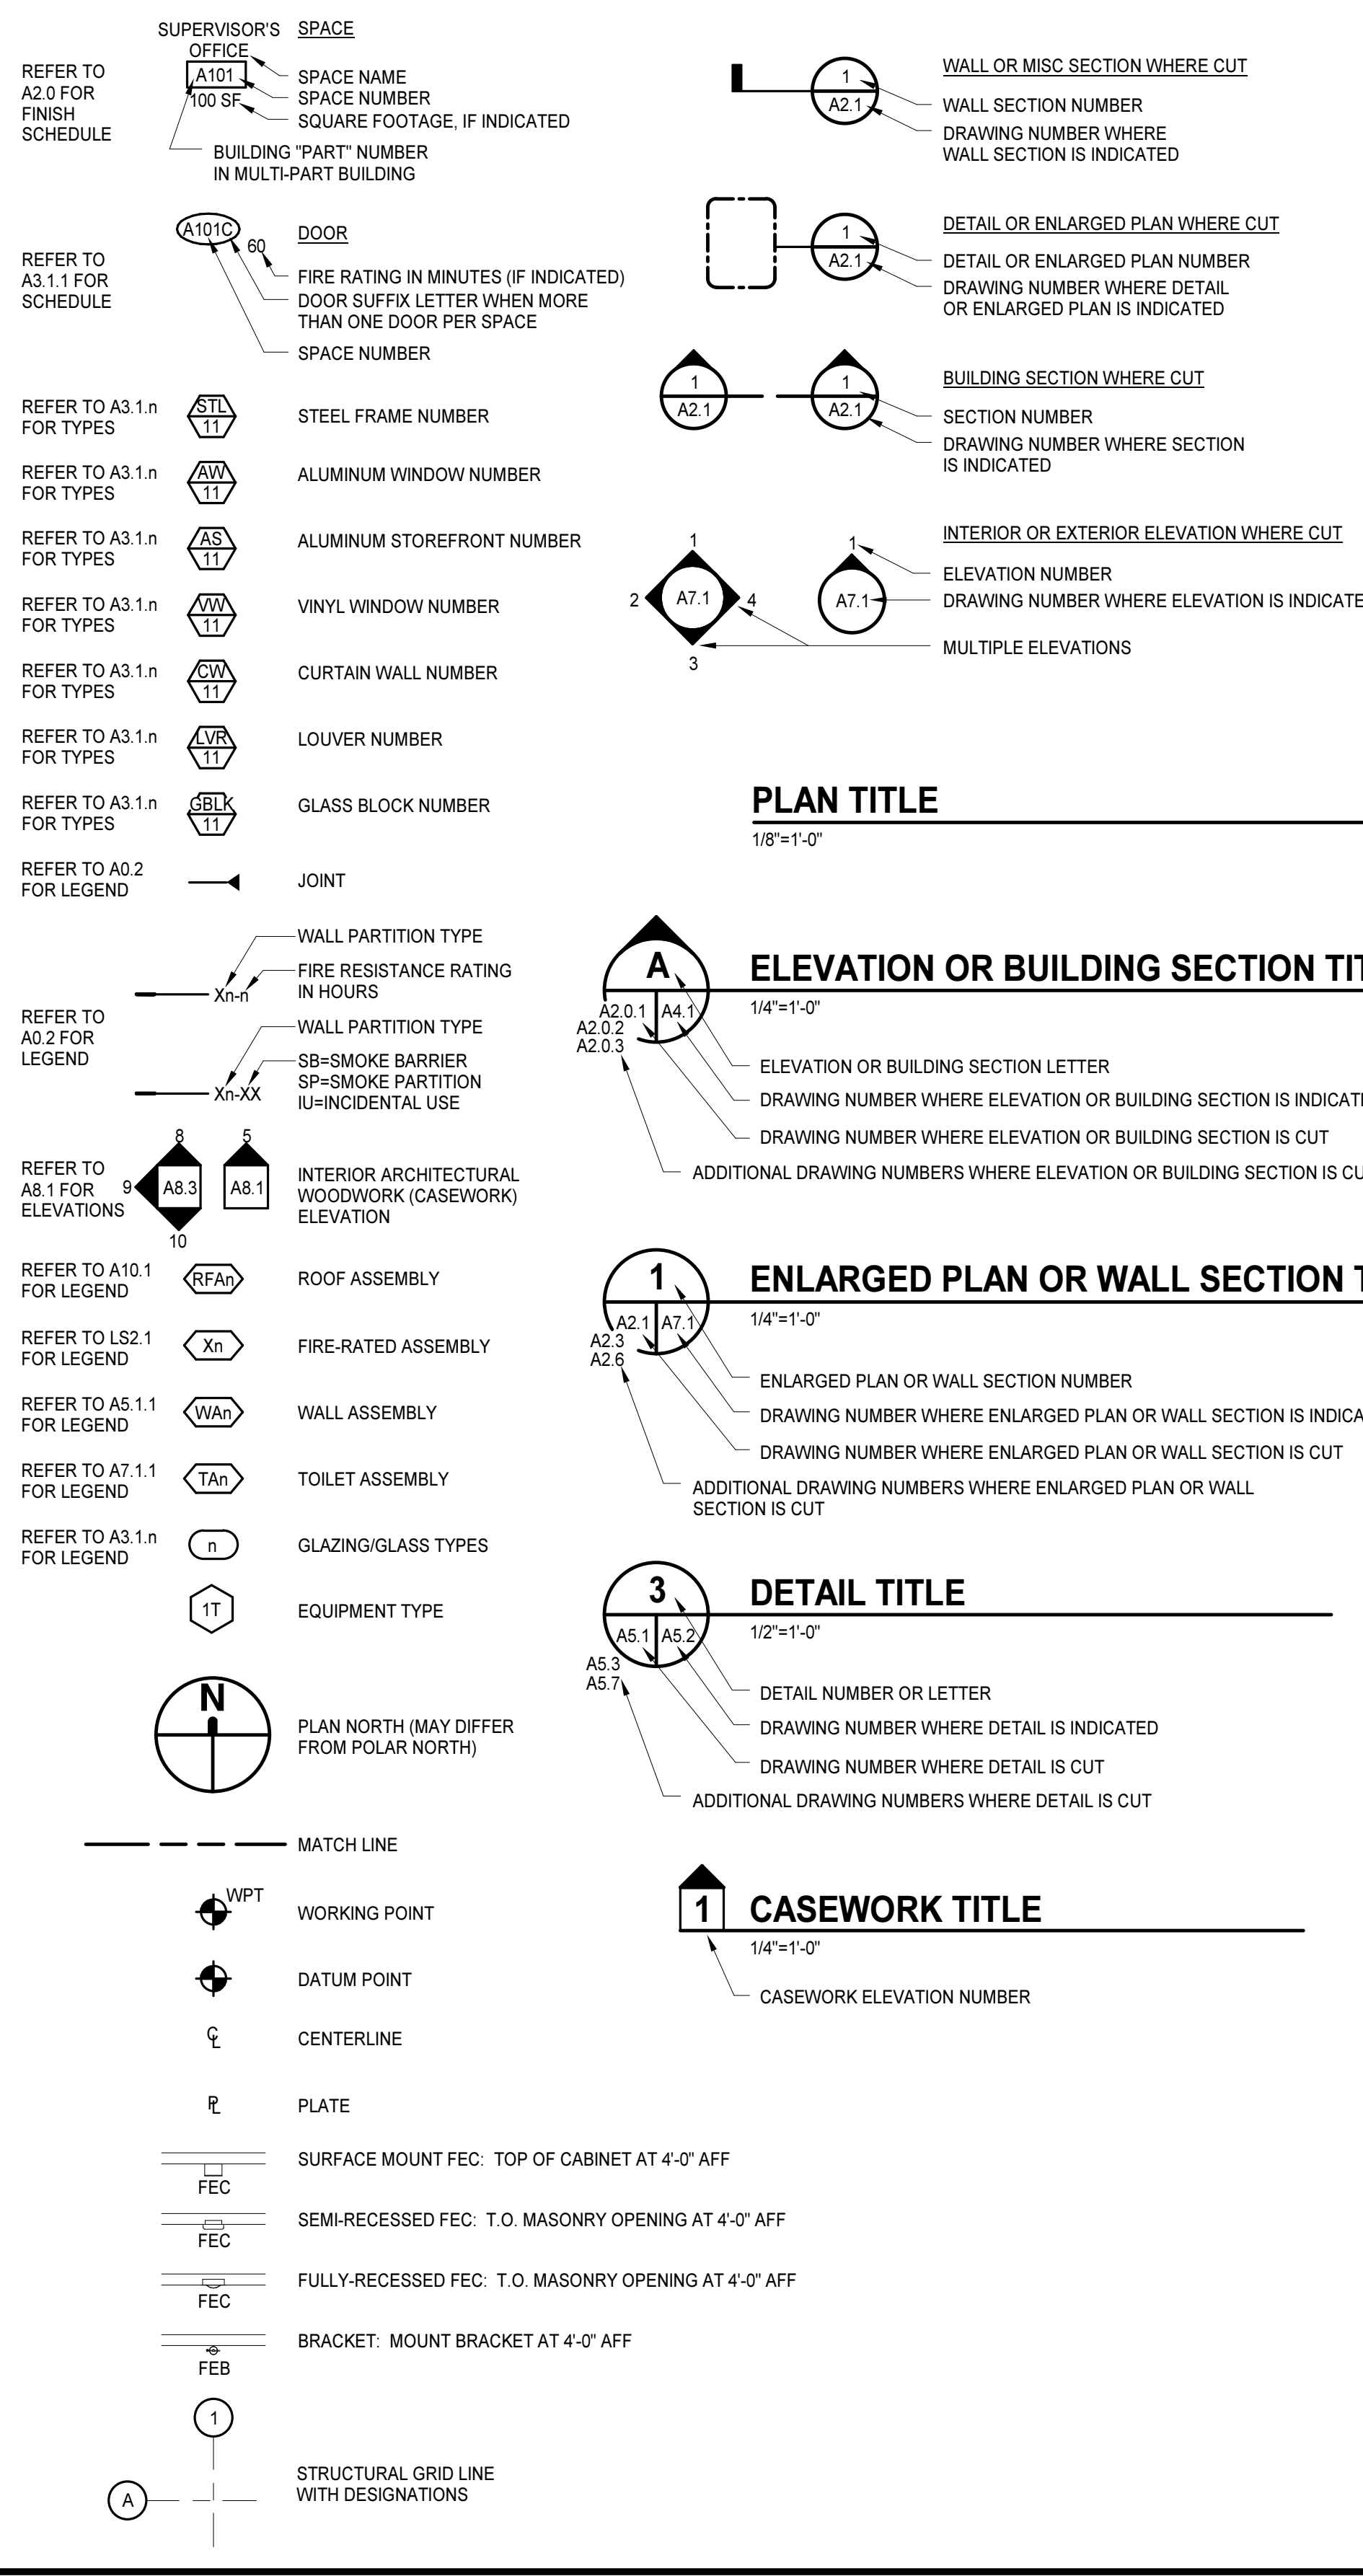 SUPERVISOR'S
OFFICE
SPACE
REFER TO
A2.0 FOR
FINISH
SCHEDULE
A101
100 SF
SPACE NAME
SPACE NUMBER
SQUARE FOOTAGE, IF INDICATED
BUILDING "PART" NUMBER
IN MULTI-PART BUILDING
REFER TO
A3.1.1 FOR
SCHEDULE
A101C
60
DOOR
FIRE RATING IN MINUTES (IF INDICATED)
DOOR SUFFIX LETTER WHEN MORE
THAN ONE DOOR PER SPACE
SPACE NUMBER
REFER TO A3.1.n
FOR TYPES
STL
11
STEEL FRAME NUMBER
REFER TO A3.1.n
FOR TYPES
AW
11
ALUMINUM WINDOW NUMBER
REFER TO A3.1.n
FOR TYPES
AS
11
ALUMINUM STOREFRONT NUMBER
REFER TO A3.1.n
FOR TYPES
VW
11
VINYL WINDOW NUMBER
REFER TO A3.1.n
FOR TYPES
CW
11
CURTAIN WALL NUMBER
REFER TO A3.1.n
FOR TYPES
LVR
11
LOUVER NUMBER
REFER TO A3.1.n
FOR TYPES
GBLK
11
GLASS BLOCK NUMBER
REFER TO A0.2
FOR LEGEND
JOINT
REFER TO
A0.2 FOR
LEGEND
Xn-n
WALL PARTITION TYPE
FIRE RESISTANCE RATING
IN HOURS
Xn-XX
WALL PARTITION TYPE
SB=SMOKE BARRIER
SP=SMOKE PARTITION
IU=INCIDENTAL USE
REFER TO
A8.1 FOR
ELEVATIONS
8
9
A8.3
10
5
A8.1
INTERIOR ARCHITECTURAL
WOODWORK (CASEWORK)
ELEVATION
REFER TO A10.1
FOR LEGEND
RFAn
ROOF ASSEMBLY
REFER TO LS2.1
FOR LEGEND
Xn
FIRE-RATED ASSEMBLY
REFER TO A5.1.1
FOR LEGEND
WAn
WALL ASSEMBLY
REFER TO A7.1.1
FOR LEGEND
TAn
TOILET ASSEMBLY
REFER TO A3.1.n
FOR LEGEND
n
GLAZING/GLASS TYPES
1T
EQUIPMENT TYPE
N
PLAN NORTH (MAY DIFFER
FROM POLAR NORTH)
MATCH LINE
WPT
WORKING POINT
DATUM POINT
CL
CENTERLINE
PL
PLATE
FEC
SURFACE MOUNT FEC: TOP OF CABINET AT 4'-0" AFF
FEC
SEMI-RECESSED FEC: T.O. MASONRY OPENING AT 4'-0" AFF
FEC
FULLY-RECESSED FEC: T.O. MASONRY OPENING AT 4'-0" AFF
FEB
BRACKET: MOUNT BRACKET AT 4'-0" AFF
1
A
STRUCTURAL GRID LINE
WITH DESIGNATIONS
1
A2.1
WALL OR MISC SECTION WHERE CUT
WALL SECTION NUMBER
DRAWING NUMBER WHERE
WALL SECTION IS INDICATED
1
A2.1
DETAIL OR ENLARGED PLAN WHERE CUT
DETAIL OR ENLARGED PLAN NUMBER
DRAWING NUMBER WHERE DETAIL
OR ENLARGED PLAN IS INDICATED
1
A2.1
1
A2.1
BUILDING SECTION WHERE CUT
SECTION NUMBER
DRAWING NUMBER WHERE SECTION
IS INDICATED
1
2
A7.1
4
3
1
A7.1
INTERIOR OR EXTERIOR ELEVATION WHERE CUT
ELEVATION NUMBER
DRAWING NUMBER WHERE ELEVATION IS INDICATE
MULTIPLE ELEVATIONS
PLAN TITLE
1/8"=1'-0"
A
A2.0.1
A4.1
A2.0.2
A2.0.3
ELEVATION OR BUILDING SECTION TIT
1/4"=1'-0"
ELEVATION OR BUILDING SECTION LETTER
DRAWING NUMBER WHERE ELEVATION OR BUILDING SECTION IS INDICATE
DRAWING NUMBER WHERE ELEVATION OR BUILDING SECTION IS CUT
ADDITIONAL DRAWING NUMBERS WHERE ELEVATION OR BUILDING SECTION IS CU
1
A2.1
A7.1
A2.3
A2.6
ENLARGED PLAN OR WALL SECTION T
1/4"=1'-0"
ENLARGED PLAN OR WALL SECTION NUMBER
DRAWING NUMBER WHERE ENLARGED PLAN OR WALL SECTION IS INDICA
DRAWING NUMBER WHERE ENLARGED PLAN OR WALL SECTION IS CUT
ADDITIONAL DRAWING NUMBERS WHERE ENLARGED PLAN OR WALL
SECTION IS CUT
3
A5.1
A5.2
A5.3
A5.7
DETAIL TITLE
1/2"=1'-0"
DETAIL NUMBER OR LETTER
DRAWING NUMBER WHERE DETAIL IS INDICATED
DRAWING NUMBER WHERE DETAIL IS CUT
ADDITIONAL DRAWING NUMBERS WHERE DETAIL IS CUT
1
CASEWORK TITLE
1/4"=1'-0"
CASEWORK ELEVATION NUMBER